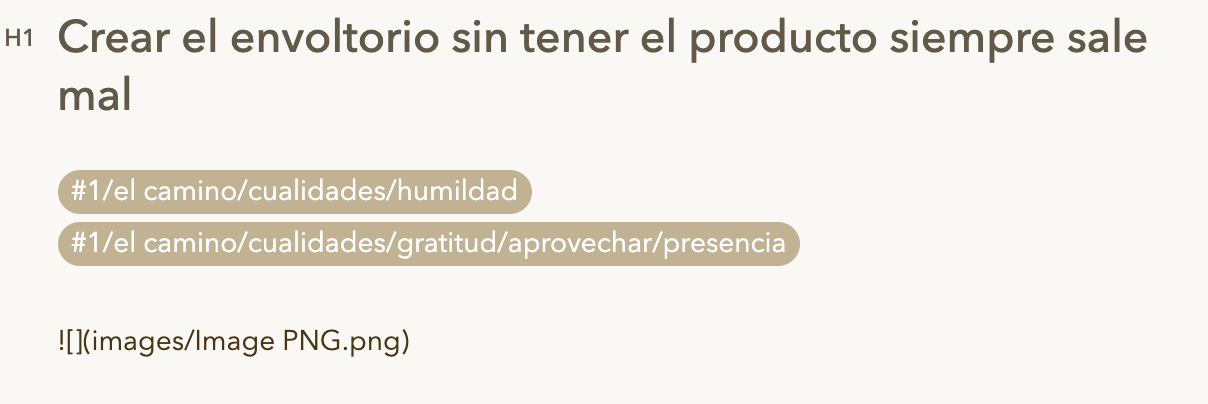 H1 Crear el envoltorio sin tener el producto siempre sale
mal
#1/el camino/cualidades/humildad
#1/el camino/cualidades/gratitud/aprovechar/presencia
![](images/Image PNG.png)